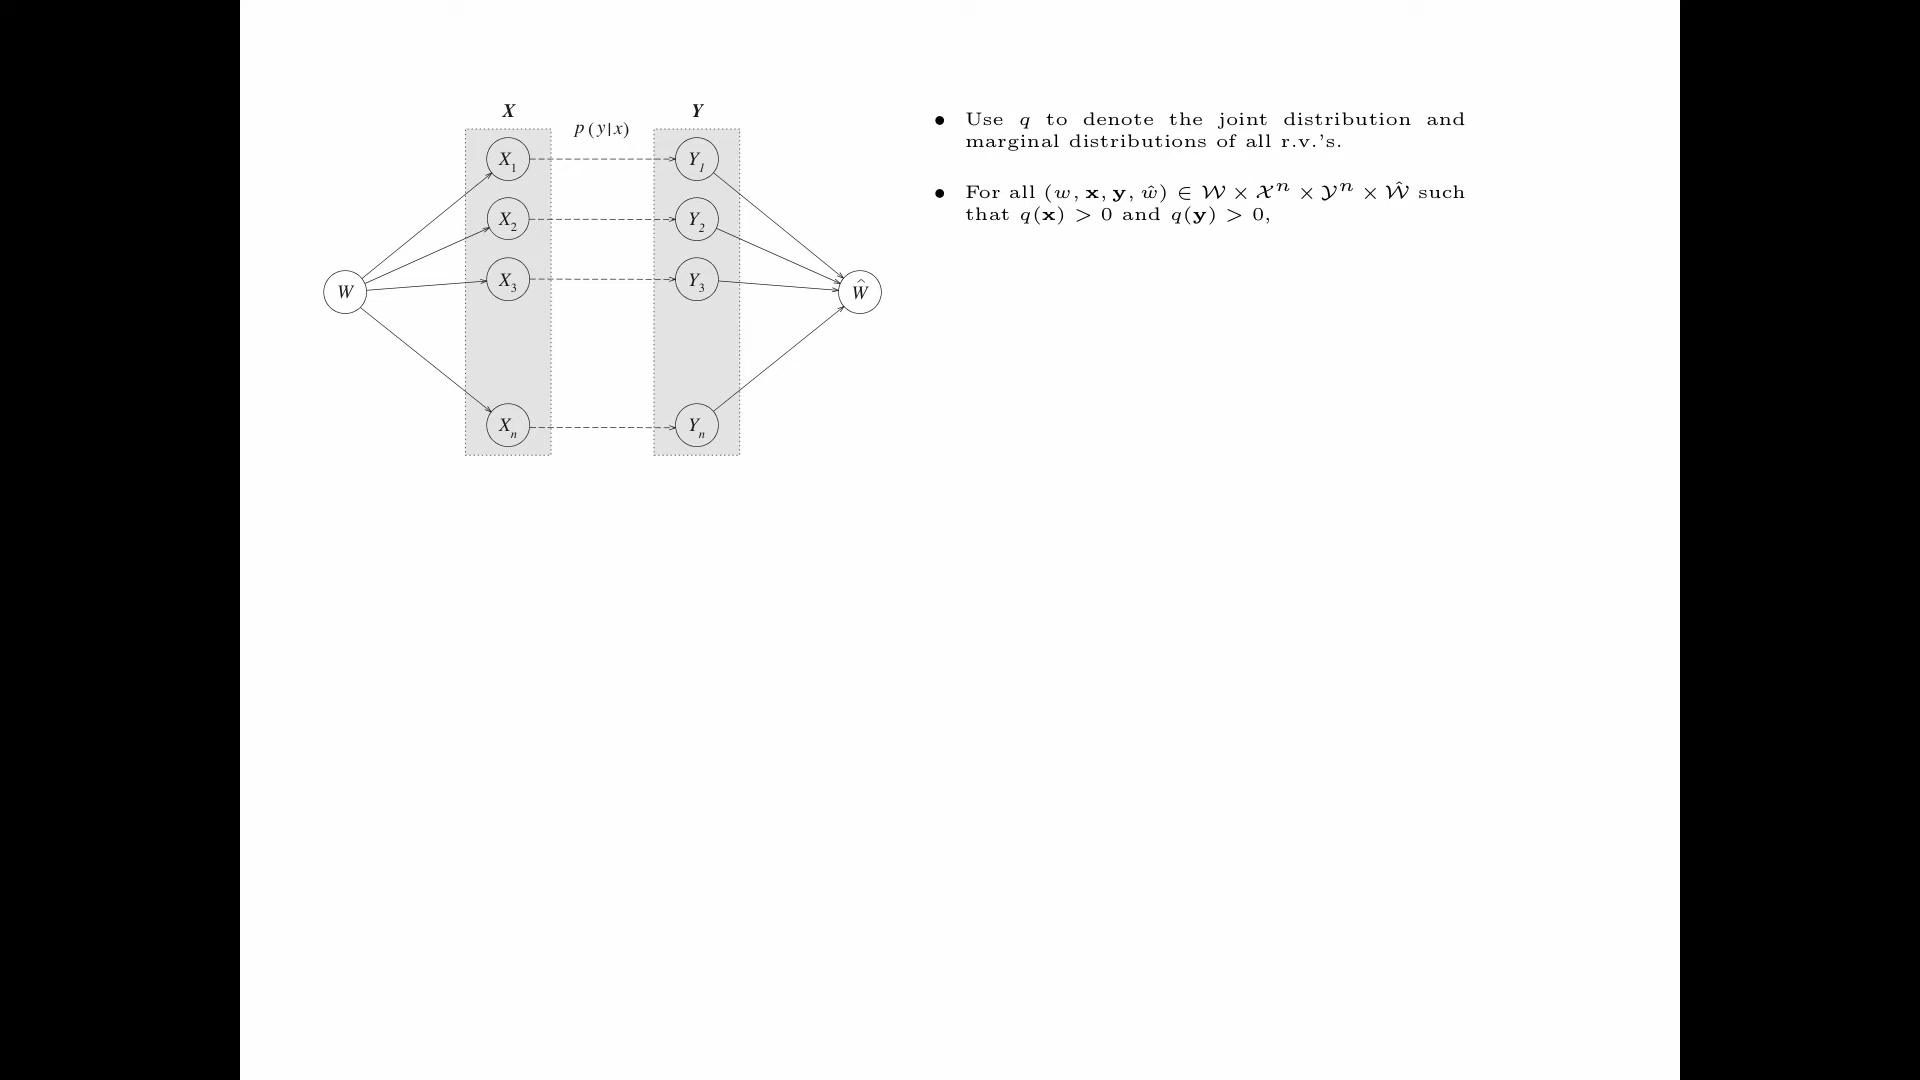 X Y
p(y|x)
X₁ Y₁
X₂ Y₂
X₃ Y₃
W Ŵ
Xₙ Yₙ
• Use q to denote the joint distribution and
marginal distributions of all r.v.'s.
• For all (w, x, y, ŵ) ∈ 𝒲 × 𝒳ⁿ × 𝒴ⁿ × 𝒲̂ such
that q(x) > 0 and q(y) > 0,